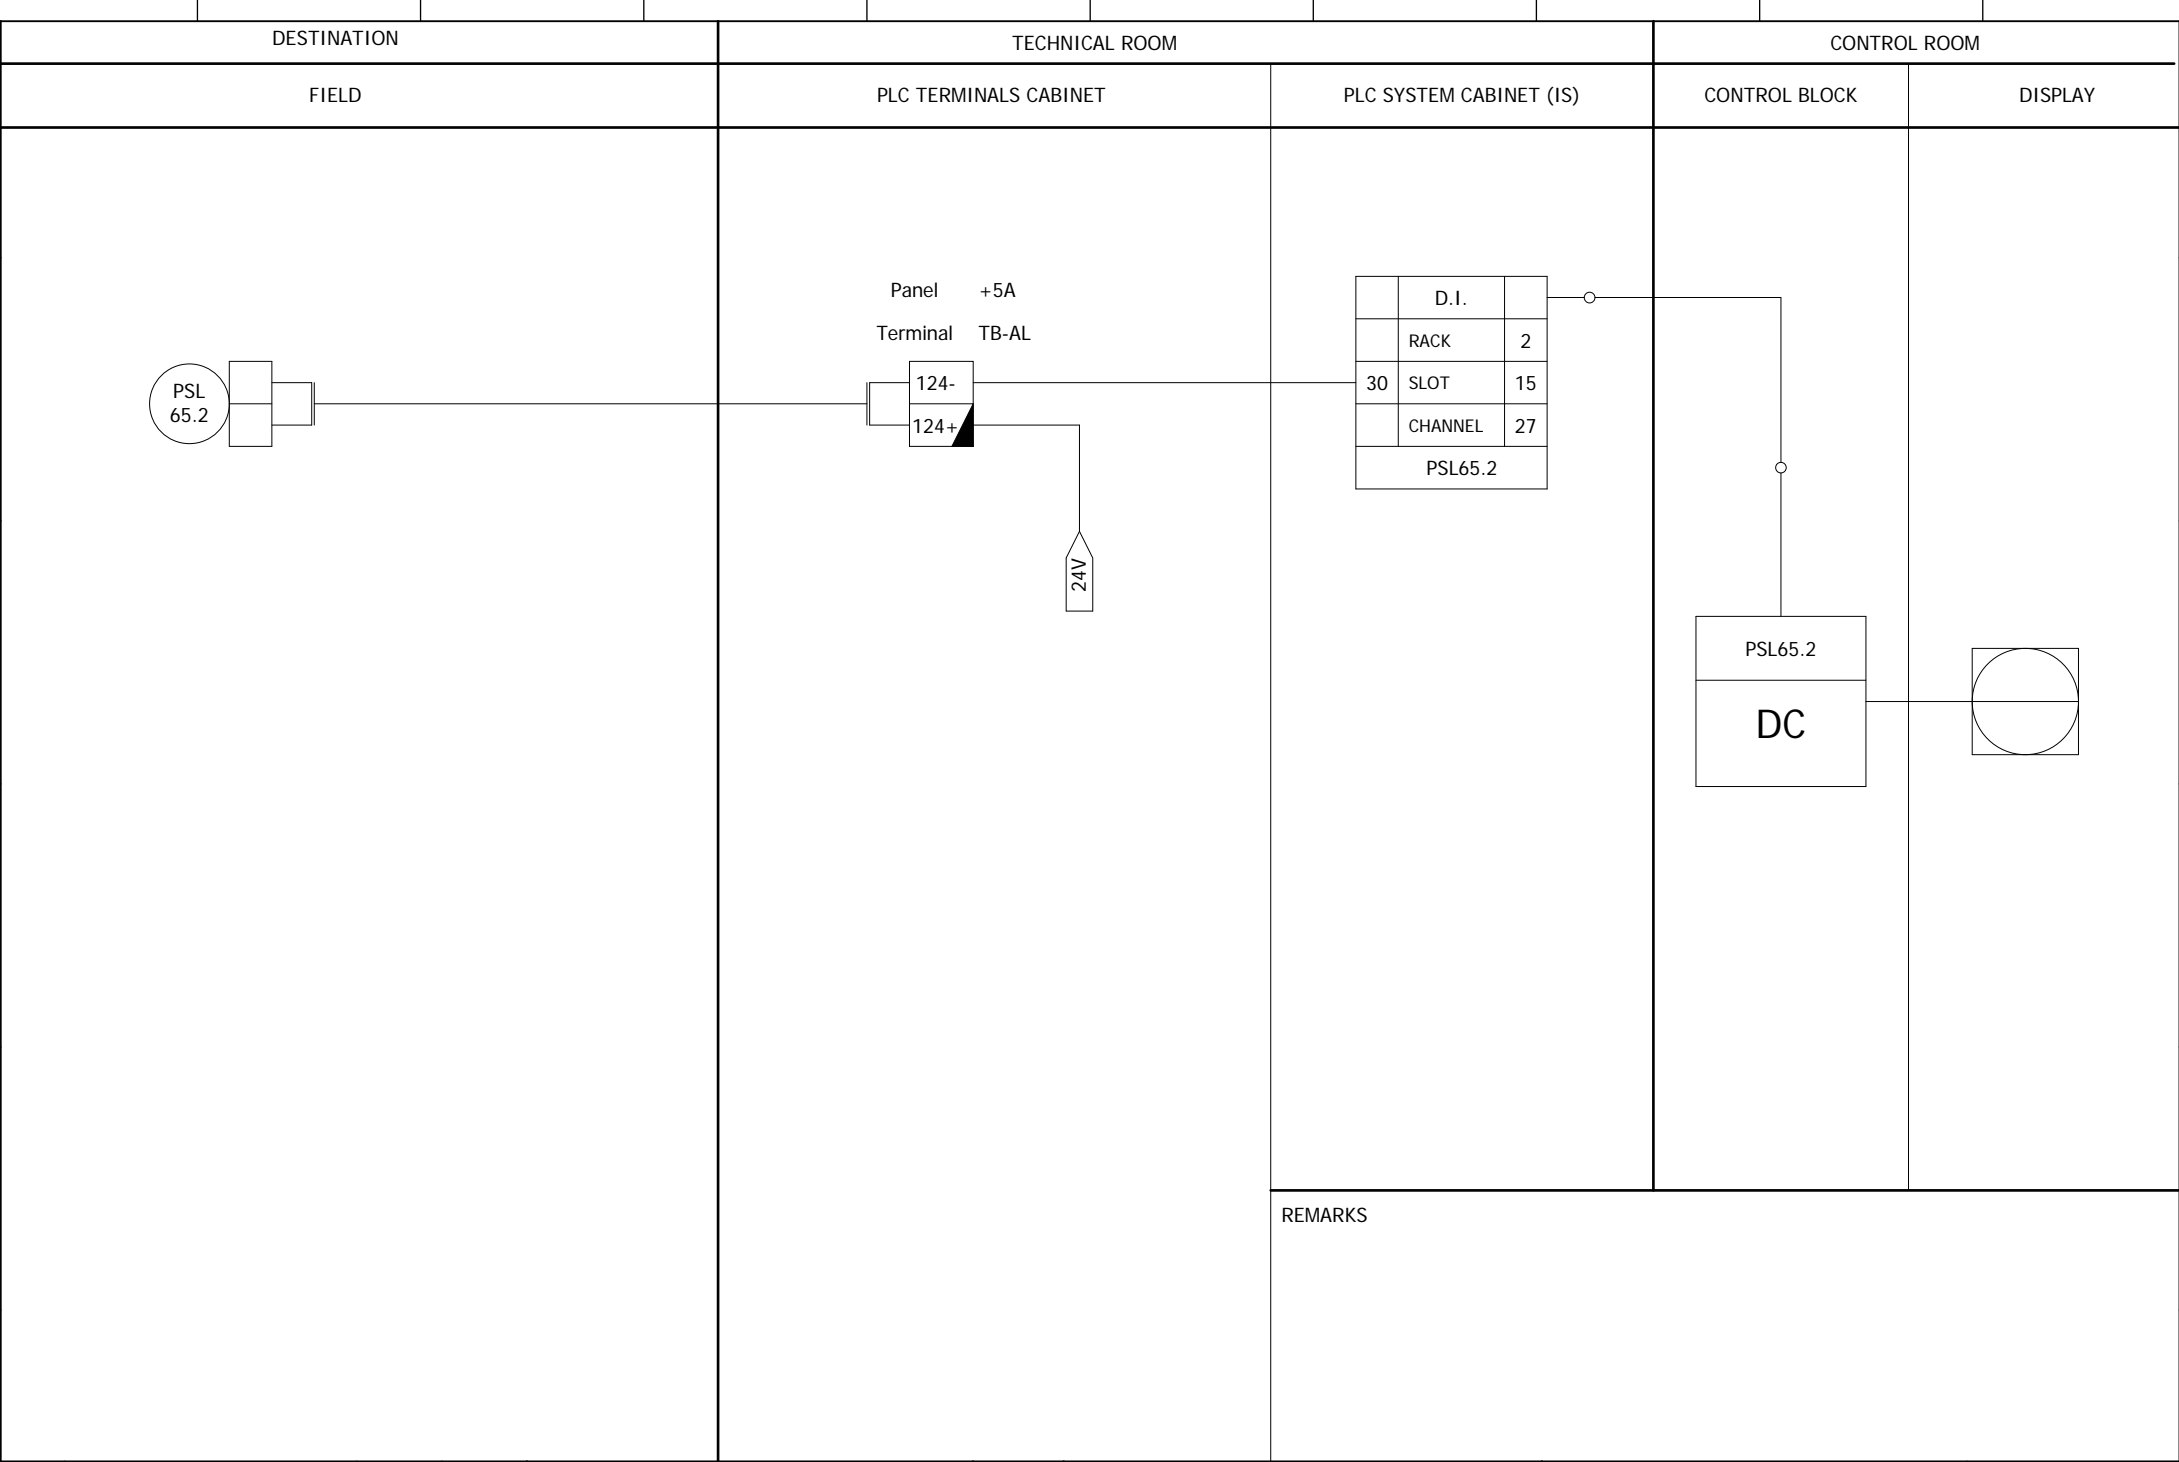 DESTINATION
TECHNICAL ROOM
CONTROL ROOM
FIELD
PLC TERMINALS CABINET
PLC SYSTEM CABINET (IS)
CONTROL BLOCK
DISPLAY
PSL
65.2
Panel +5A
Terminal TB-AL
124-
124+
24V
D.I.
RACK 2
30 SLOT 15
CHANNEL 27
PSL65.2
PSL65.2
DC
REMARKS